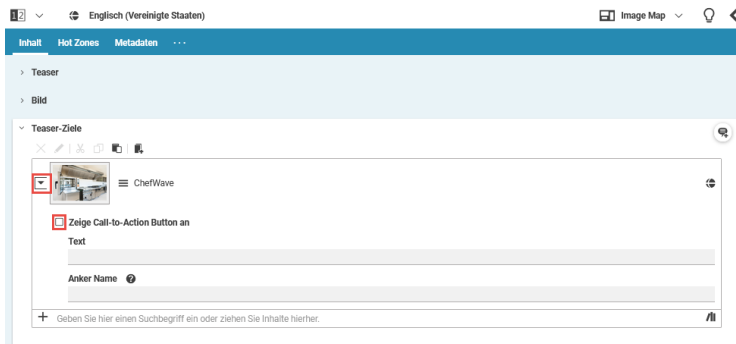 12 Englisch (Vereinigte Staaten) Image Map
Inhalt Hot Zones Metadaten ...
Teaser
Bild
Teaser-Ziele
ChefWave
Zeige Call-to-Action Button an
Text
Anker Name ?
Geben Sie hier einen Suchbegriff ein oder ziehen Sie Inhalte hierher.